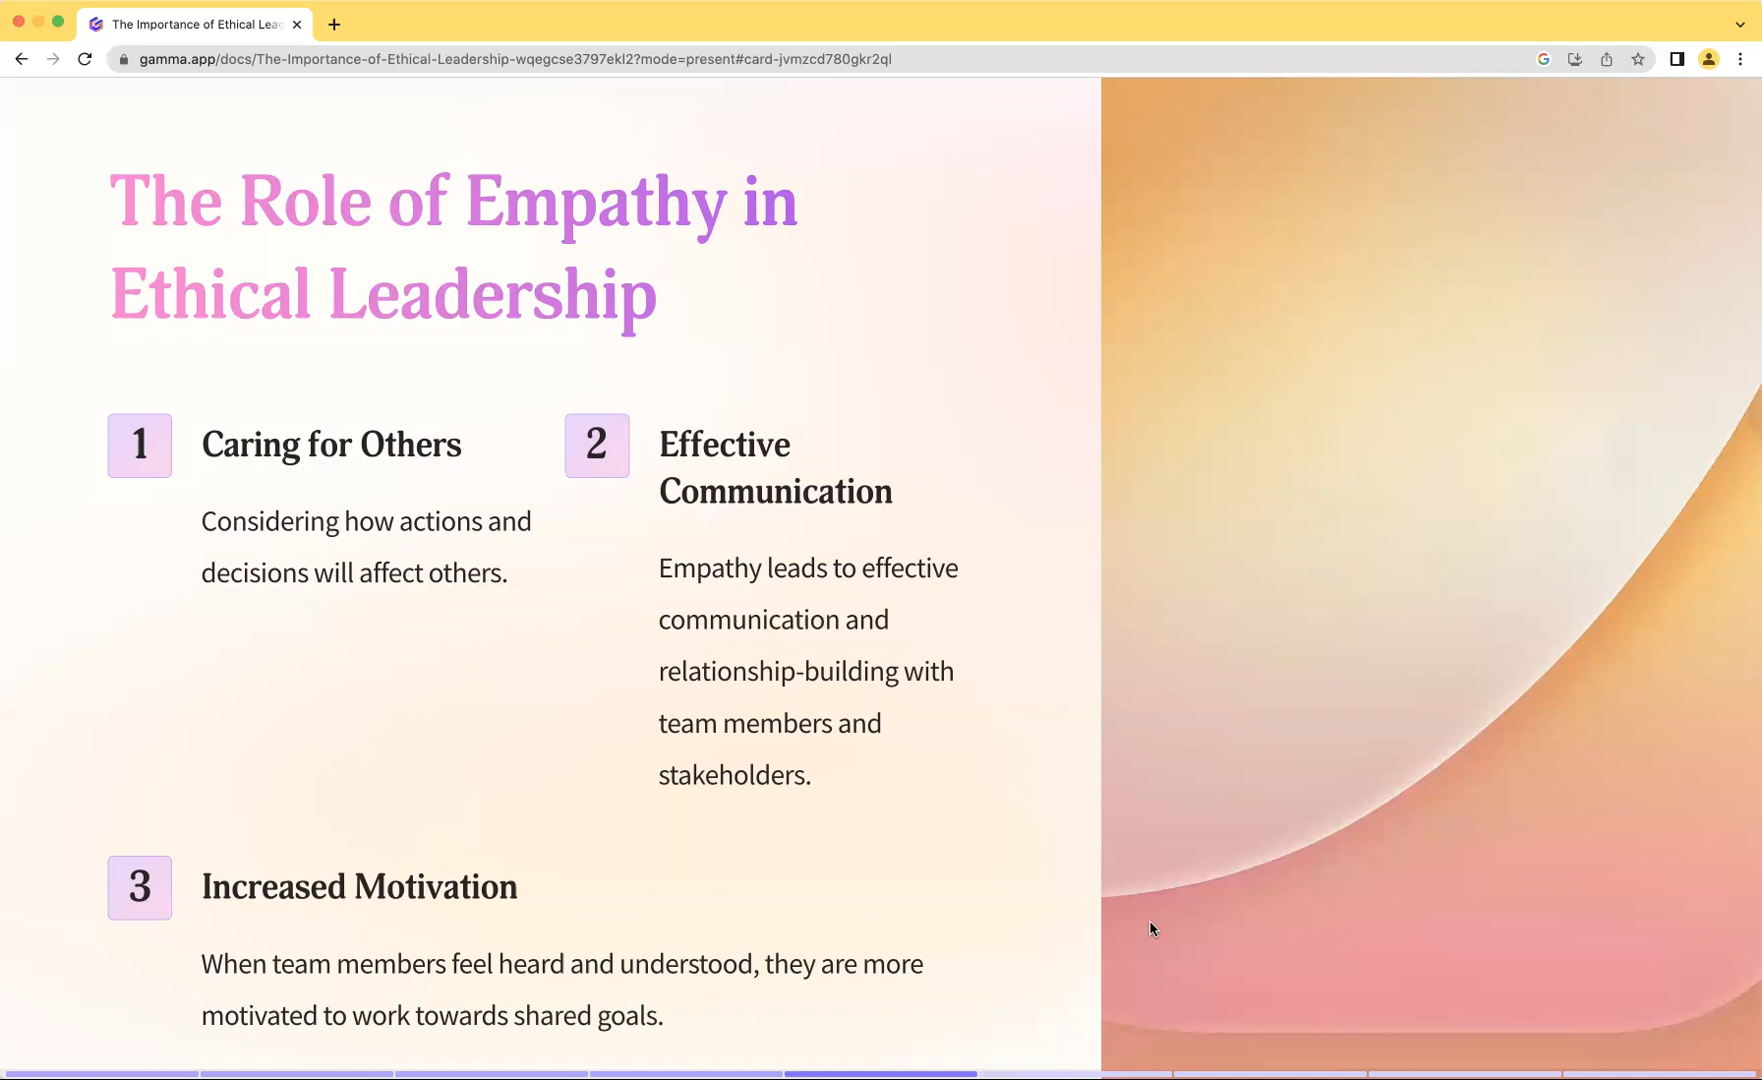 The Importance of Ethical Lea
gamma.app/docs/The-Importance-of-Ethical-Leadership-wqegcse3797ekl2?mode=present#card-jvmzcd780gkr2ql
The Role of Empathy in
Ethical Leadership
1
Caring for Others
Considering how actions and
decisions will affect others.
2
Effective
Communication
Empathy leads to effective
communication and
relationship-building with
team members and
stakeholders.
3
Increased Motivation
When team members feel heard and understood, they are more
motivated to work towards shared goals.